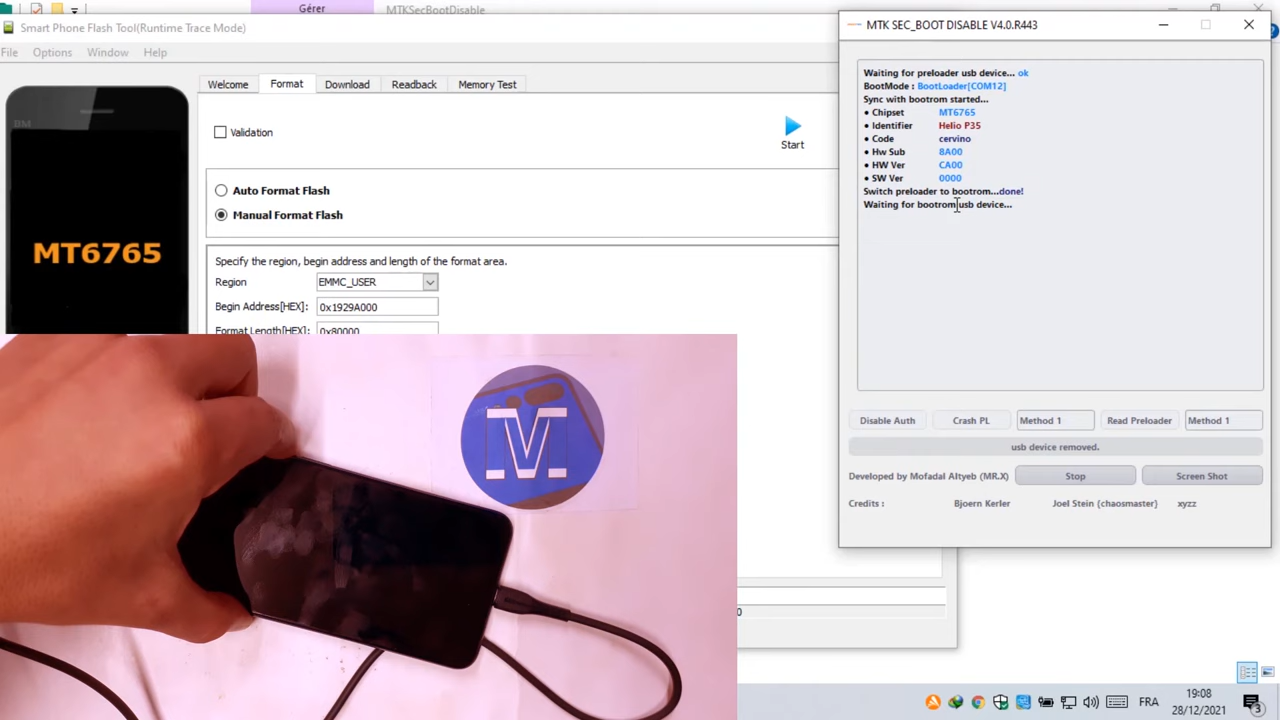 Gérer
MTKSecBootDisable
Smart Phone Flash Tool(Runtime Trace Mode)
File Options Window Help
Welcome Format Download Readback Memory Test
BM
Validation
Start
Auto Format Flash
Manual Format Flash
MT6765
Specify the region, begin address and length of the format area.
Region EMMC_USER
Begin Address[HEX]: 0x1929A000
Format Length[HEX]: 0x80000
MTK SEC_BOOT DISABLE V4.0.R443
Waiting for preloader usb device... ok
BootMode : BootLoader[COM12]
Sync with bootrom started...
• Chipset MT6765
• Identifier Helio P35
• Code cervino
• Hw Sub 8A00
• HW Ver CA00
• SW Ver 0000
Switch preloader to bootrom...done!
Waiting for bootrom usb device...
Disable Auth Crash PL Method 1 Read Preloader Method 1
usb device removed.
Developed by Mofadal Altyeb (MR.X) Stop Screen Shot
Credits : Bjoern Kerler Joel Stein {chaosmaster} xyzz
V
0
FRA
19:08
28/12/2021
3